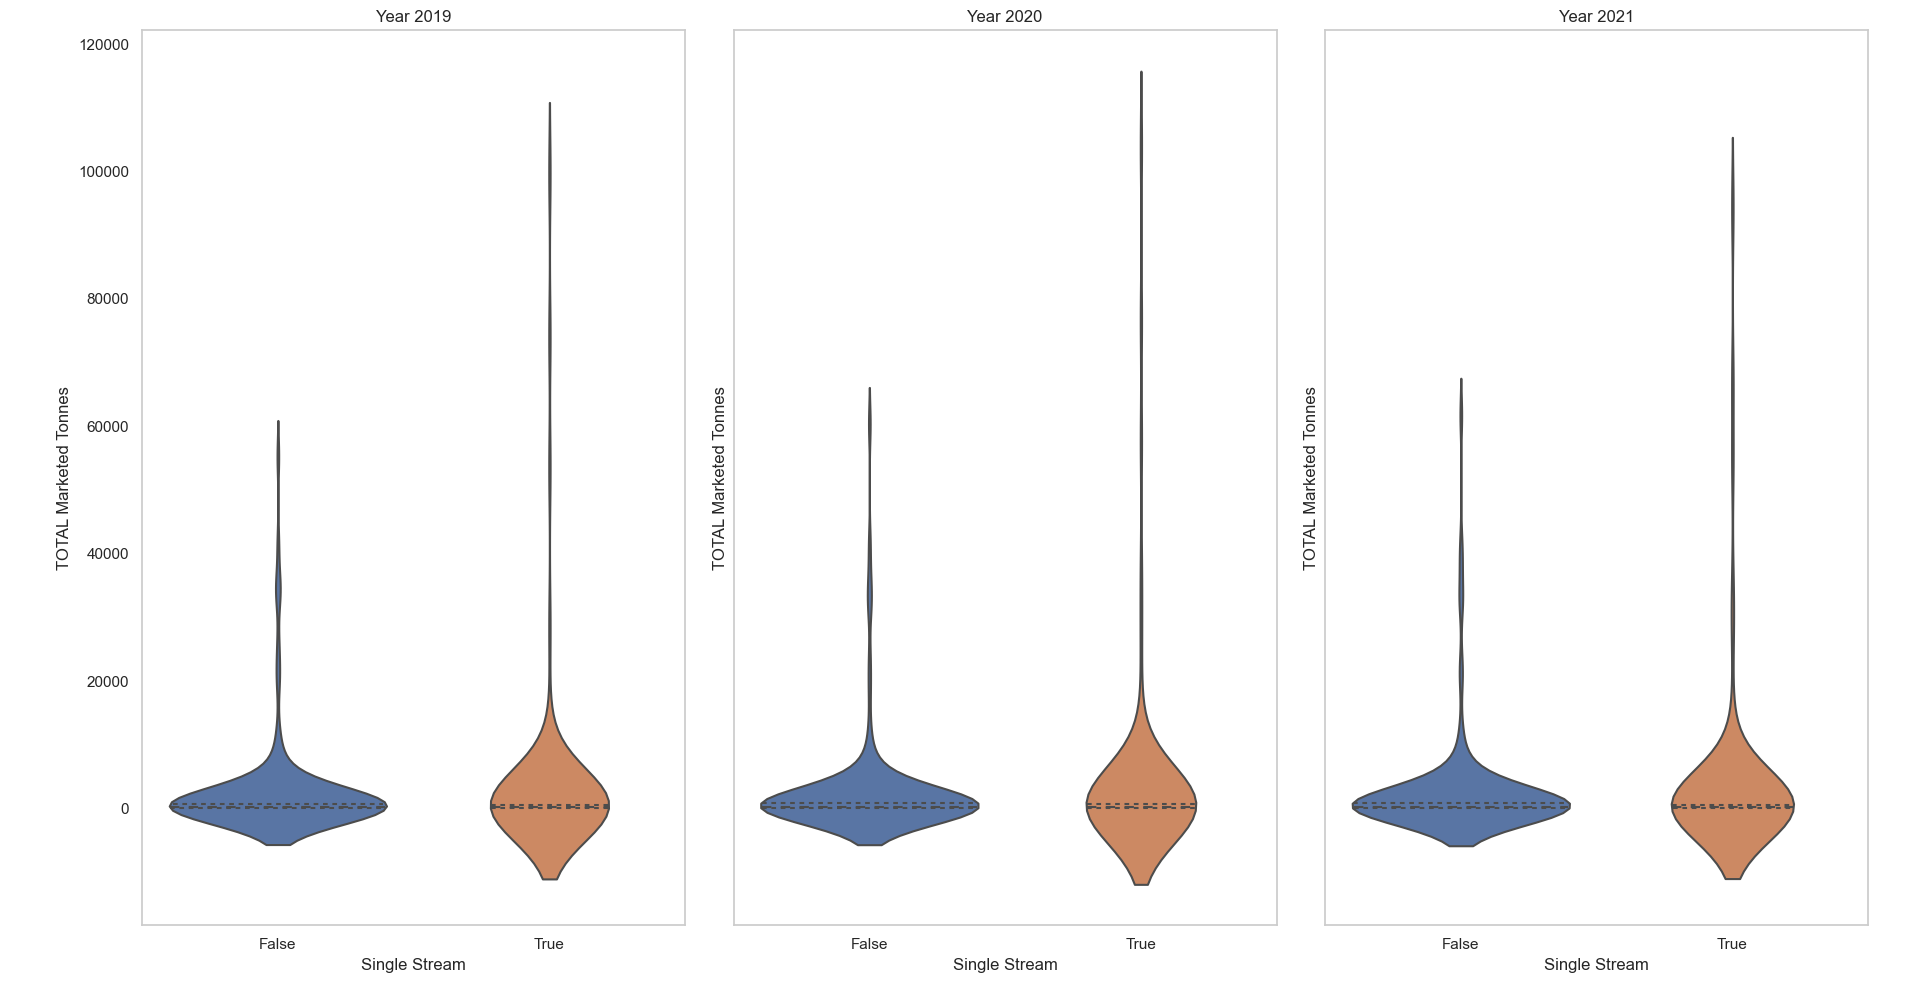 Year 2019
Year 2020
Year 2021
120000
100000
80000
60000
40000
20000
0
TOTAL Marketed Tonnes
TOTAL Marketed Tonnes
TOTAL Marketed Tonnes
False
True
False
True
False
True
Single Stream
Single Stream
Single Stream